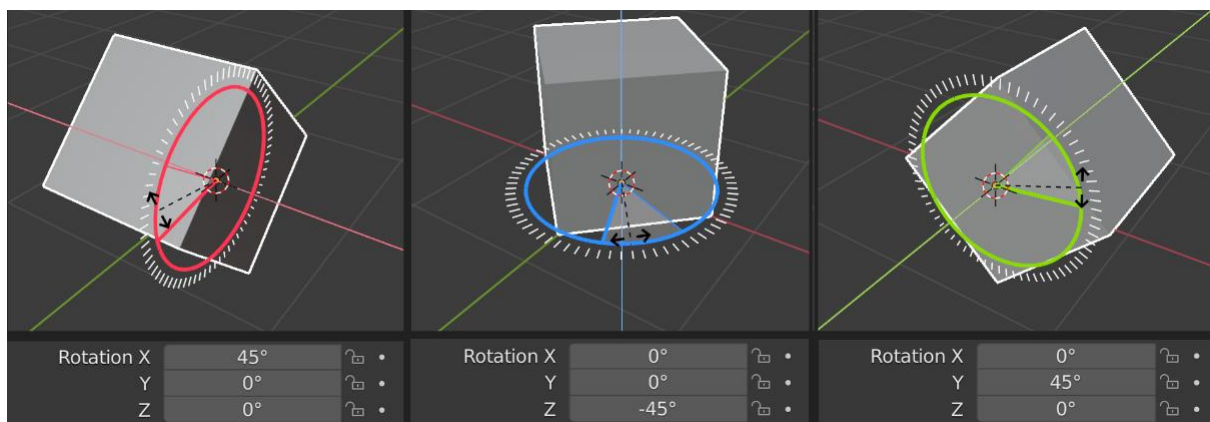 Rotation X 45°
Y 0°
Z 0°
Rotation X 0°
Y 0°
Z -45°
Rotation X 0°
Y 45°
Z 0°